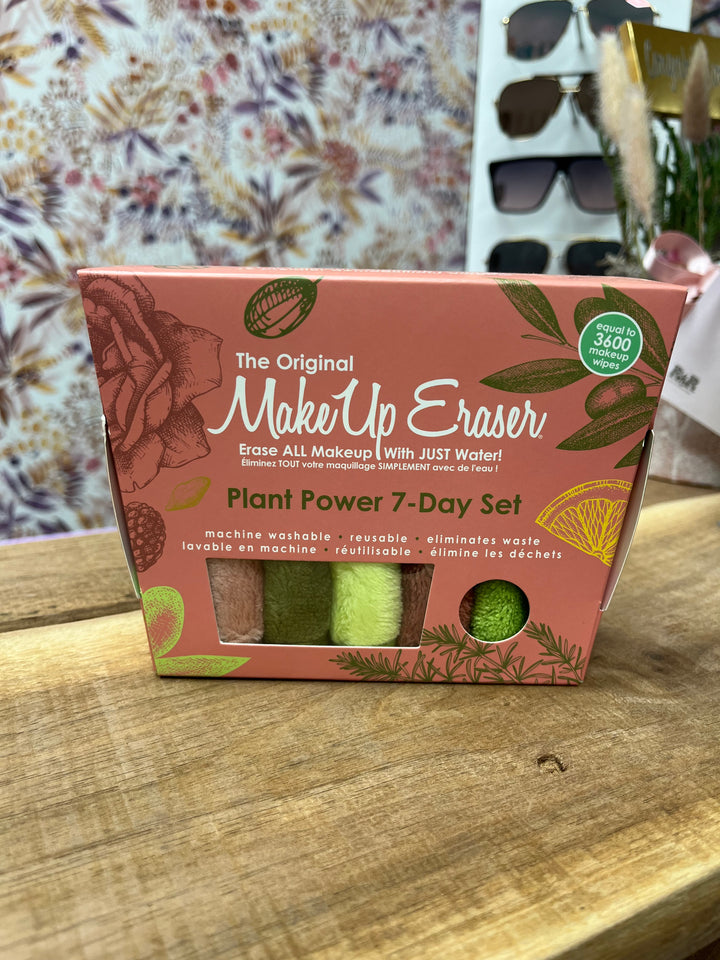 equal to
3600
makeup
wipes
The Original
MakeUp Eraser
Erase ALL Makeup With JUST Water!
Éliminez TOUT votre maquillage SIMPLEMENT avec de l'eau !
Plant Power 7-Day Set
machine washable • reusable • eliminates waste
lavable en machine • réutilisable • élimine les déchets